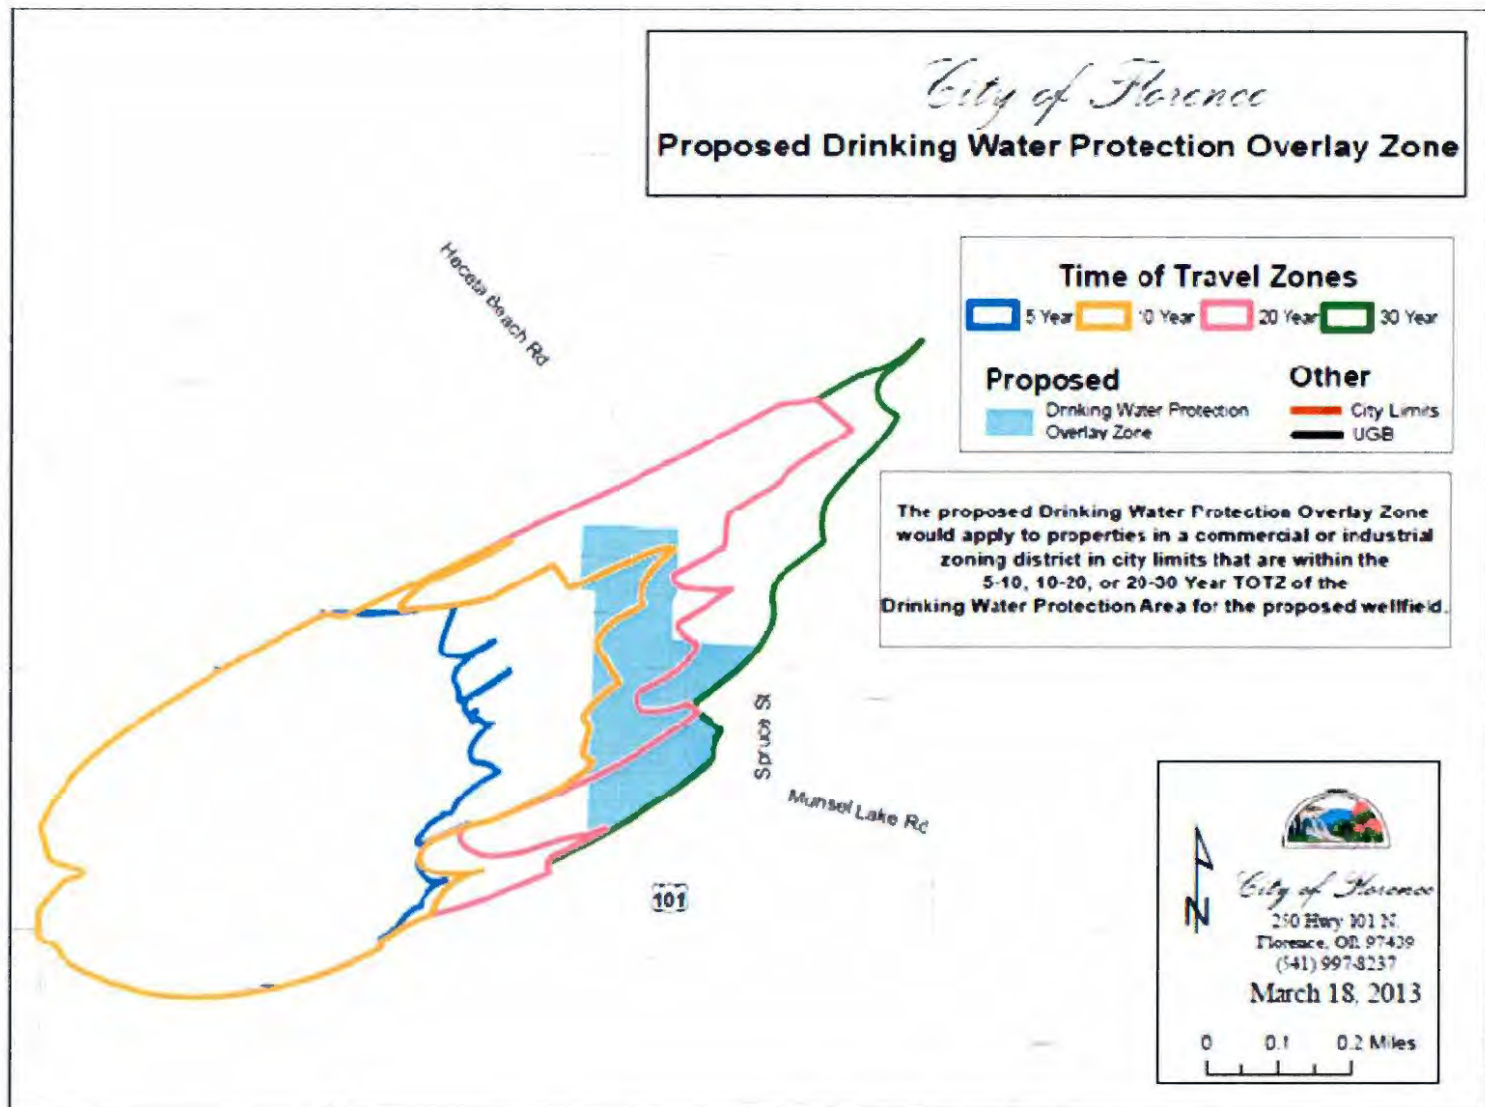 City of Florence
Proposed Drinking Water Protection Overlay Zone
Heceta Beach Rd
Time of Travel Zones
5 Year
10 Year
20 Year
30 Year
Proposed
Drinking Water Protection
Overlay Zone
Other
City Limits
UGB
The proposed Drinking Water Protection Overlay Zone
would apply to properties in a commercial or industrial
zoning district in city limits that are within the
5-10, 10-20, or 20-30 Year TOTZ of the
Drinking Water Protection Area for the proposed wellfield.
Spruce St
Munsel Lake Rd
101
N
City of Florence
250 Hwy 101 N.
Florence, OR 97439
(541) 997-8237
March 18, 2013
0 0.1 0.2 Miles